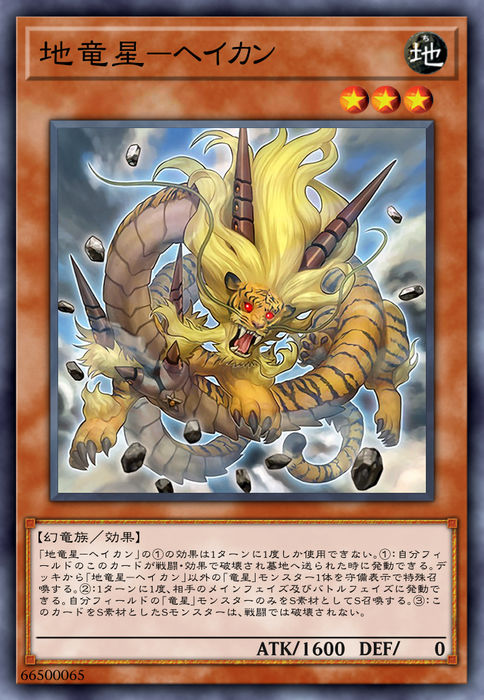 地竜星－ヘイカン
ち
地
【幻竜族／効果】
「地竜星－ヘイカン」の①の効果は1ターンに1度しか使用できない。①：自分フィ
ールドのこのカードが戦闘・効果で破壊され墓地へ送られた時に発動できる。デ
ッキから「地竜星－ヘイカン」以外の「竜星」モンスター1体を守備表示で特殊召
喚する。②：1ターンに1度、相手のメインフェイズ及びバトルフェイズに発動で
きる。自分フィールドの「竜星」モンスターのみをS素材としてS召喚する。③：こ
のカードをS素材としたSモンスターは、戦闘では破壊されない。
ATK/1600 DEF/ 0
66500065